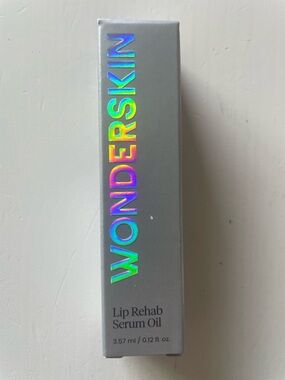 WONDERSKIN
Lip Rehab
Serum Oil
3.57 ml / 0.12 fl. oz.